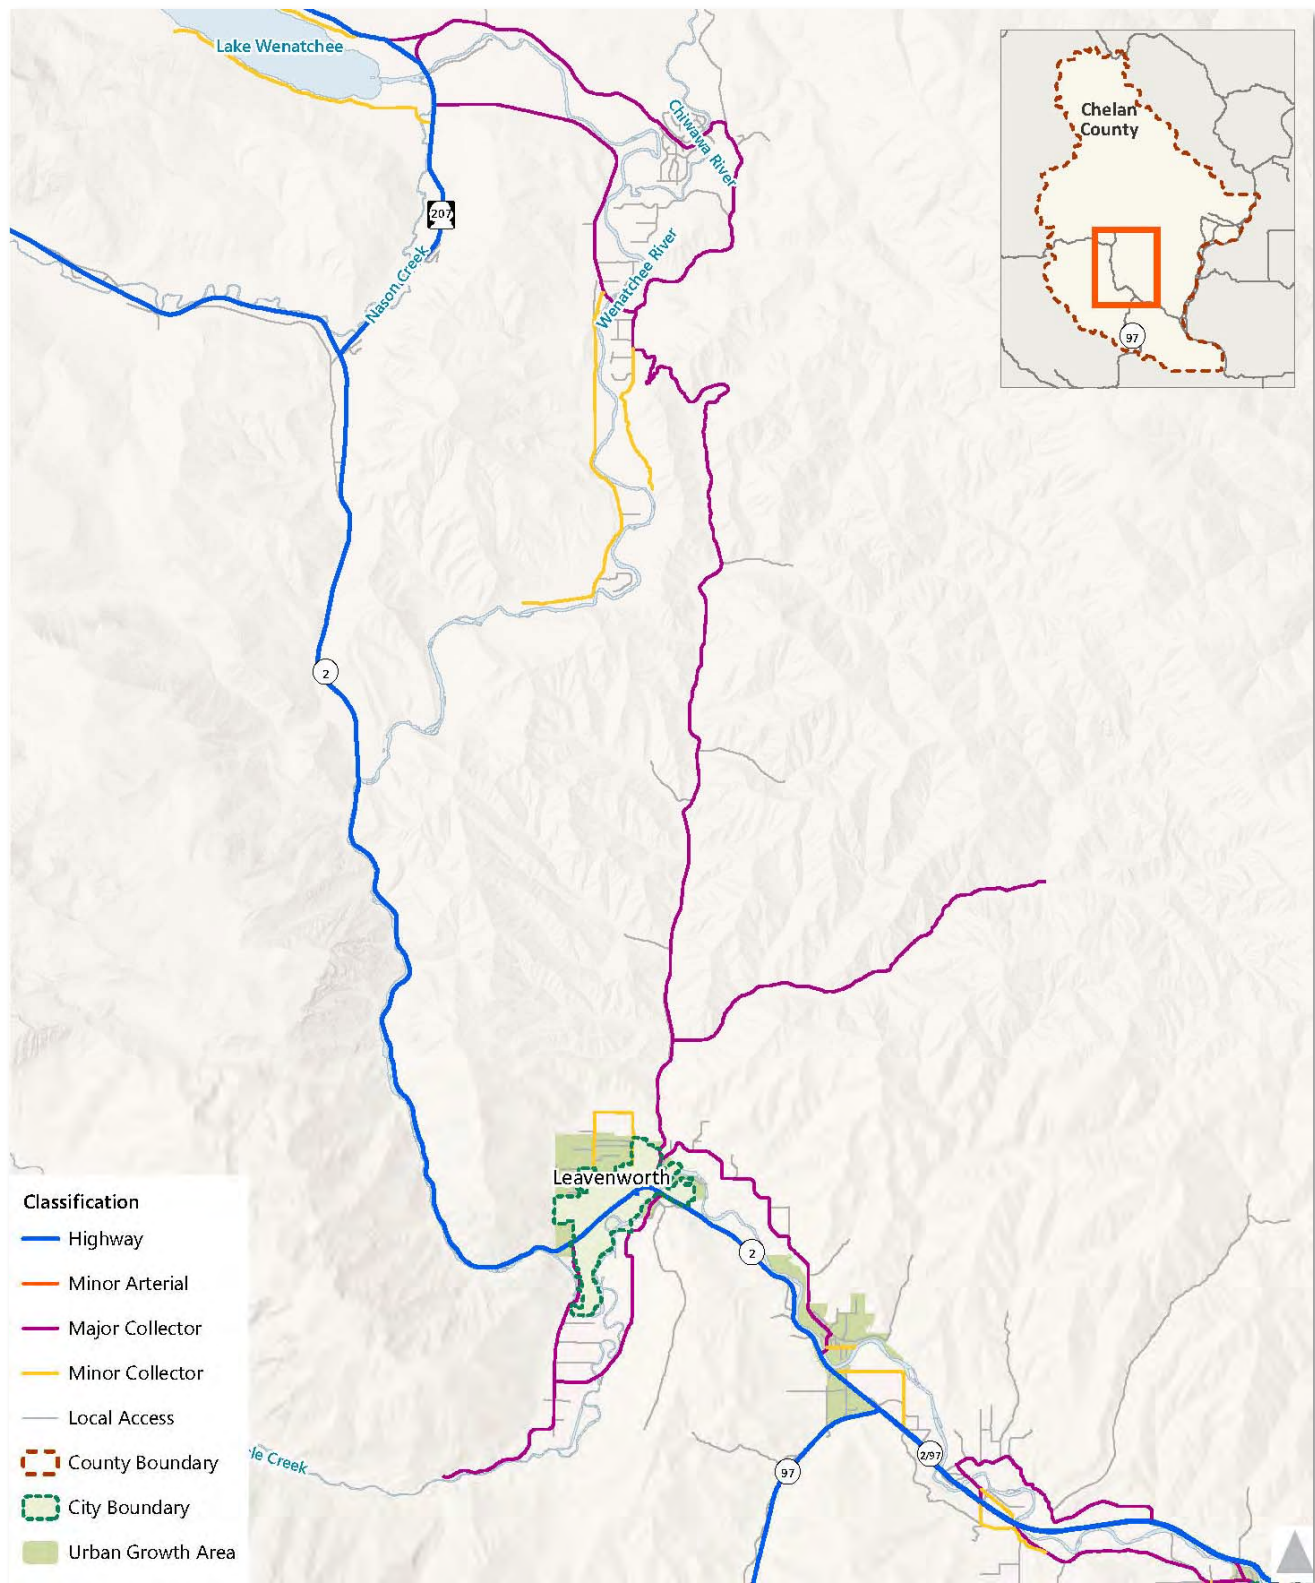 Lake Wenatchee
Chelan
County
Chiwawa River
207
Nason Creek
Wenatchee River
97
2
Leavenworth
2
Classification
Highway
Minor Arterial
Major Collector
Minor Collector
Local Access
County Boundary
City Boundary
Urban Growth Area
Creek
97
2/97